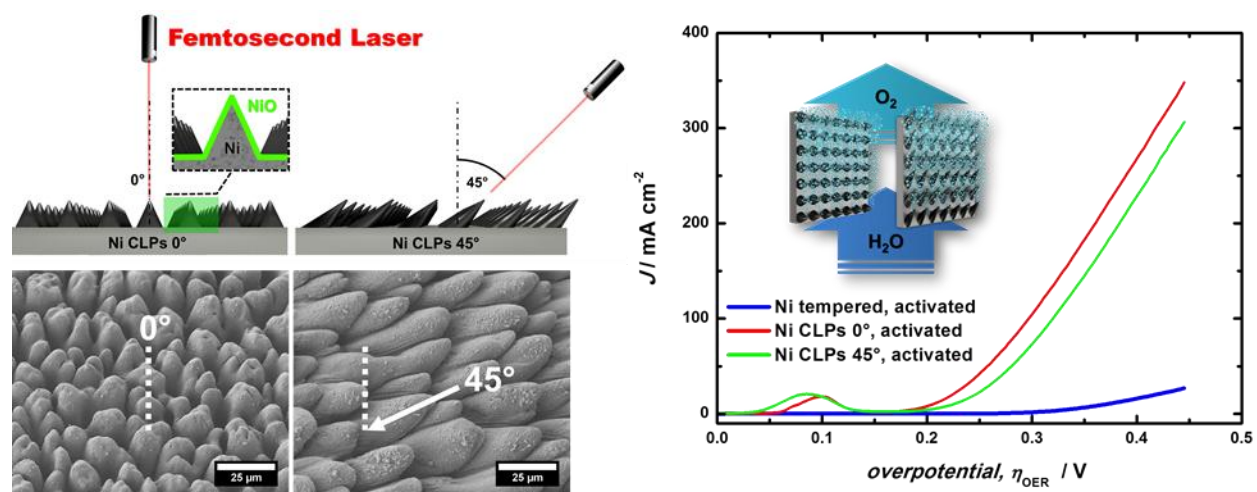 Femtosecond Laser
NiO
Ni
0°
45°
Ni CLPs 0°
Ni CLPs 45°
0°
25 µm
45°
25 µm
400
300
200
100
0
J / mA cm⁻²
O₂
H₂O
Ni tempered, activated
Ni CLPs 0°, activated
Ni CLPs 45°, activated
0.0 0.1 0.2 0.3 0.4 0.5
overpotential, η_OER / V